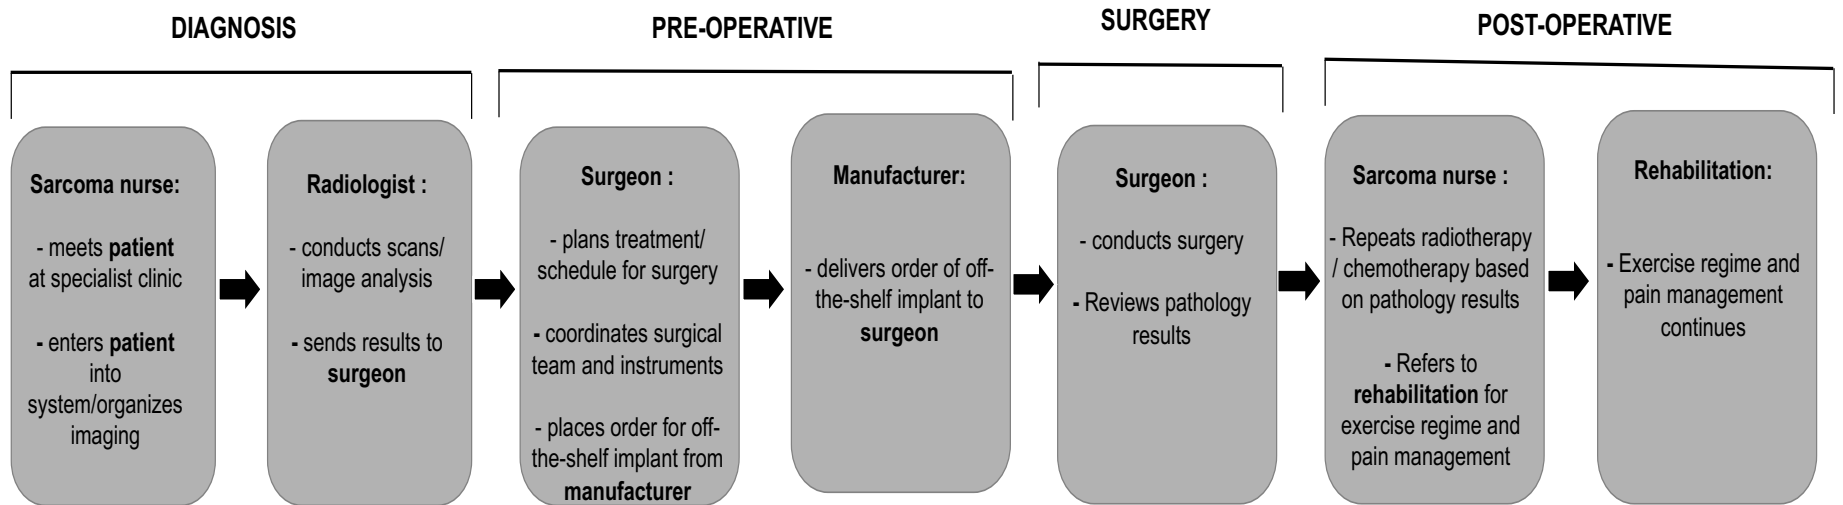 DIAGNOSIS
PRE-OPERATIVE
SURGERY
POST-OPERATIVE
Sarcoma nurse:
- meets patient
at specialist clinic
- enters patient
into
system/organizes
imaging
Radiologist :
- conducts scans/
image analysis
- sends results to
surgeon
Surgeon :
- plans treatment/
schedule for surgery
- coordinates surgical
team and instruments
- places order for off-
the-shelf implant from
manufacturer
Manufacturer:
- delivers order of off-
the-shelf implant to
surgeon
Surgeon :
- conducts surgery
- Reviews pathology
results
Sarcoma nurse :
- Repeats radiotherapy
/ chemotherapy based
on pathology results
- Refers to
rehabilitation for
exercise regime and
pain management
Rehabilitation:
- Exercise regime and
pain management
continues